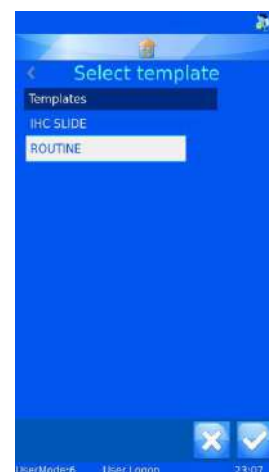 Select template
Templates
IHC SLIDE
ROUTINE
UserMode:6 User Logon 23:07